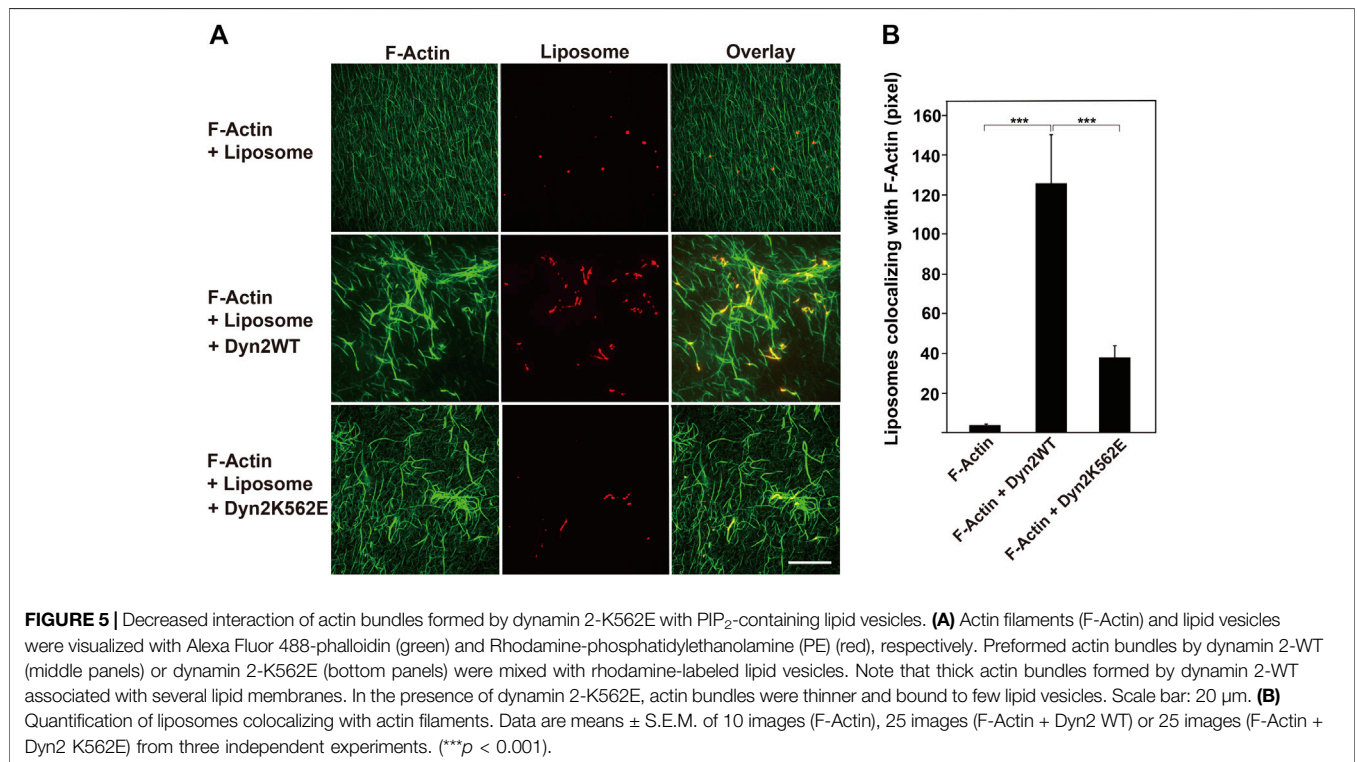 A
F-Actin Liposome Overlay
F-Actin
+ Liposome
F-Actin
+ Liposome
+ Dyn2WT
F-Actin
+ Liposome
+ Dyn2K562E
B
Liposomes colocalizing with F-Actin (pixel)
160
140
120
100
80
60
40
20
*** ***
F-Actin
F-Actin + Dyn2WT
F-Actin + Dyn2K562E
FIGURE 5 | Decreased interaction of actin bundles formed by dynamin 2-K562E with PIP₂-containing lipid vesicles. (A) Actin filaments (F-Actin) and lipid vesicles
were visualized with Alexa Fluor 488-phalloidin (green) and Rhodamine-phosphatidylethanolamine (PE) (red), respectively. Preformed actin bundles by dynamin 2-WT
(middle panels) or dynamin 2-K562E (bottom panels) were mixed with rhodamine-labeled lipid vesicles. Note that thick actin bundles formed by dynamin 2-WT
associated with several lipid membranes. In the presence of dynamin 2-K562E, actin bundles were thinner and bound to few lipid vesicles. Scale bar: 20 μm. (B)
Quantification of liposomes colocalizing with actin filaments. Data are means ± S.E.M. of 10 images (F-Actin), 25 images (F-Actin + Dyn2 WT) or 25 images (F-Actin +
Dyn2 K562E) from three independent experiments. (***p < 0.001).